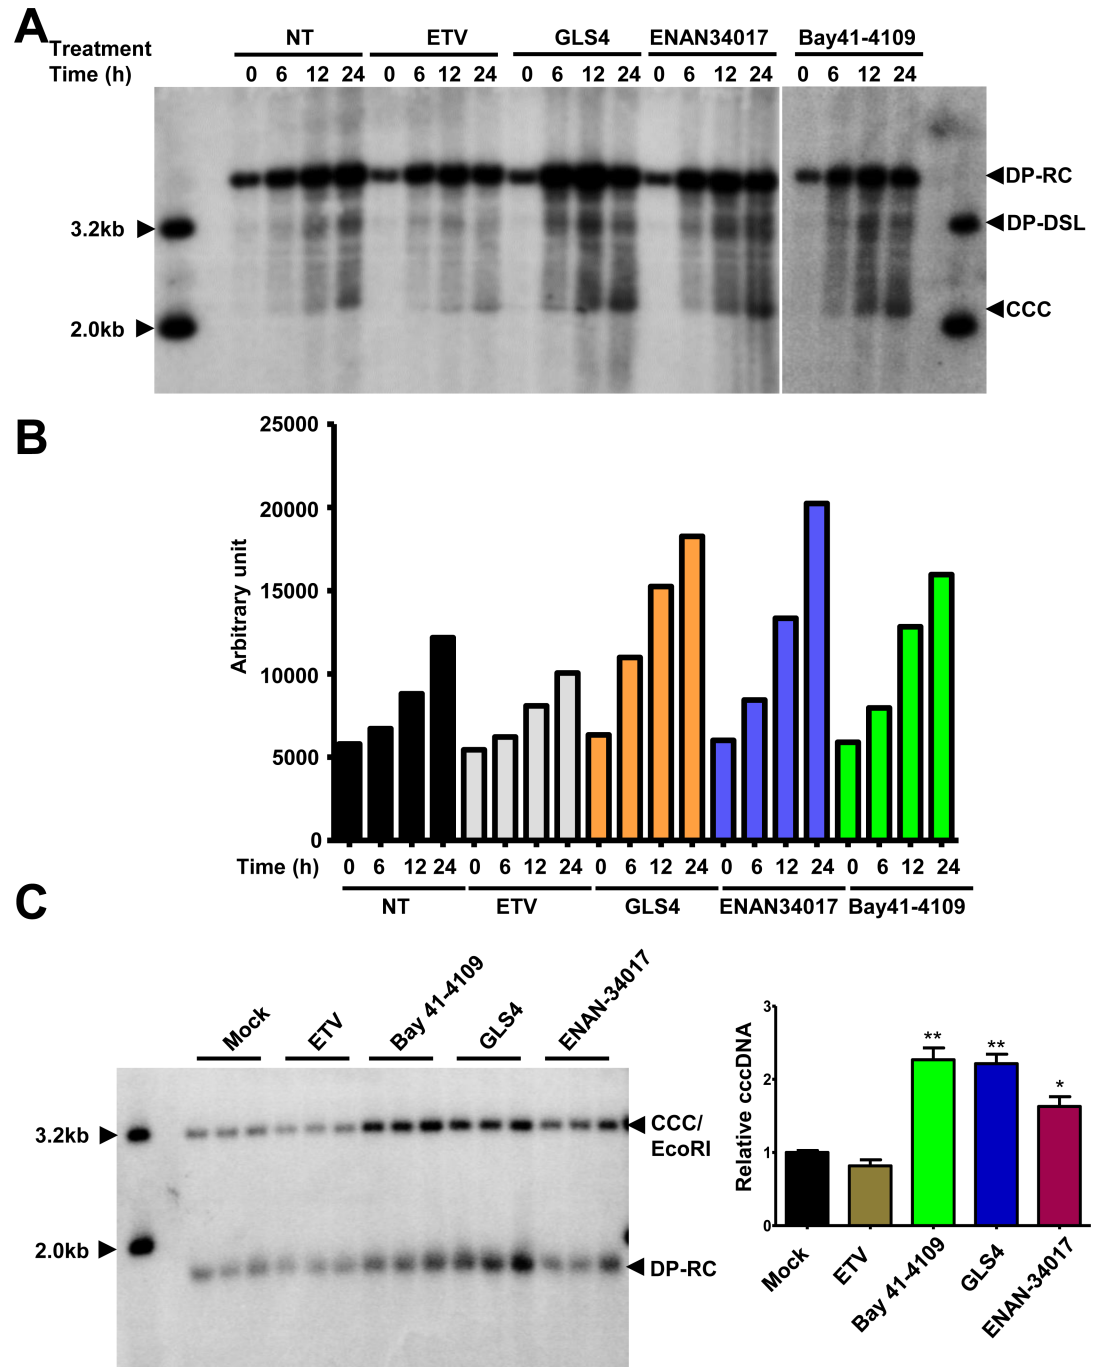 A
Treatment NT ETV GLS4 ENAN34017 Bay41-4109
Time (h) 0 6 12 24 0 6 12 24 0 6 12 24 0 6 12 24 0 6 12 24
DP-RC
3.2kb DP-DSL
2.0kb CCC
B
25000
20000
15000
10000
5000
0
Arbitrary unit
Time (h) 0 6 12 24 0 6 12 24 0 6 12 24 0 6 12 24 0 6 12 24
NT ETV GLS4 ENAN34017 Bay41-4109
C
Mock ETV Bay 41-4109 GLS4 ENAN-34017
3.2kb CCC/
EcoRI
2.0kb
DP-RC
3
2
1
0
Relative cccDNA
** ** *
Mock ETV Bay 41-4109 GLS4 ENAN-34017